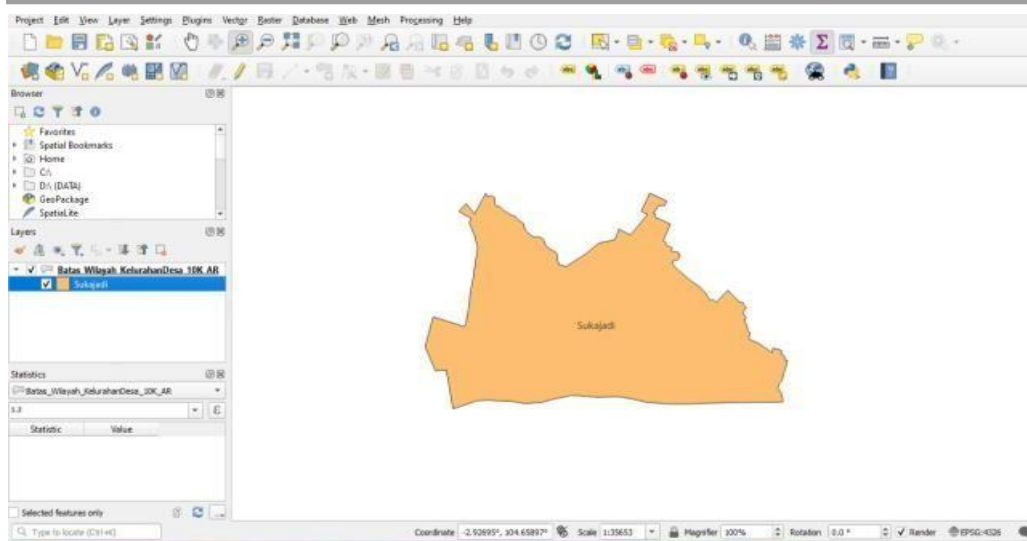 Project Edit View Layer Settings Plugins Vector Raster Database Web Mesh Processing Help
Browser
Favorites
Spatial Bookmarks
Home
C:\
D:\ (DATA)
GeoPackage
SpatiaLite
Layers
Batas_Wilayah_KelurahanDesa_10K_AR
Sukajadi
Sukajadi
Statistics
Batas_Wilayah_KelurahanDesa_10K_AR
ε
Statistic Value
Selected features only
Type to locate (Ctrl+K)
Coordinate -2.92695°, 104.65897° Scale 1:35653 Magnifier 100% Rotation 0.0 ° Render EPSG:4326